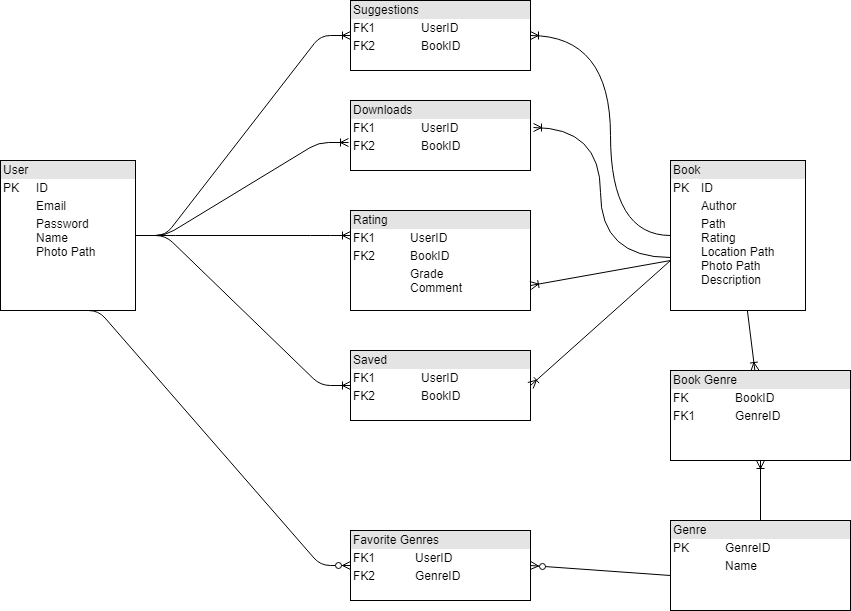 Suggestions
FK1 UserID
FK2 BookID
Downloads
FK1 UserID
FK2 BookID
User
PK ID
Email
Password
Name
Photo Path
Rating
FK1 UserID
FK2 BookID
Grade
Comment
Book
PK ID
Author
Path
Rating
Location Path
Photo Path
Description
Saved
FK1 UserID
FK2 BookID
Book Genre
FK BookID
FK1 GenreID
Favorite Genres
FK1 UserID
FK2 GenreID
Genre
PK GenreID
Name